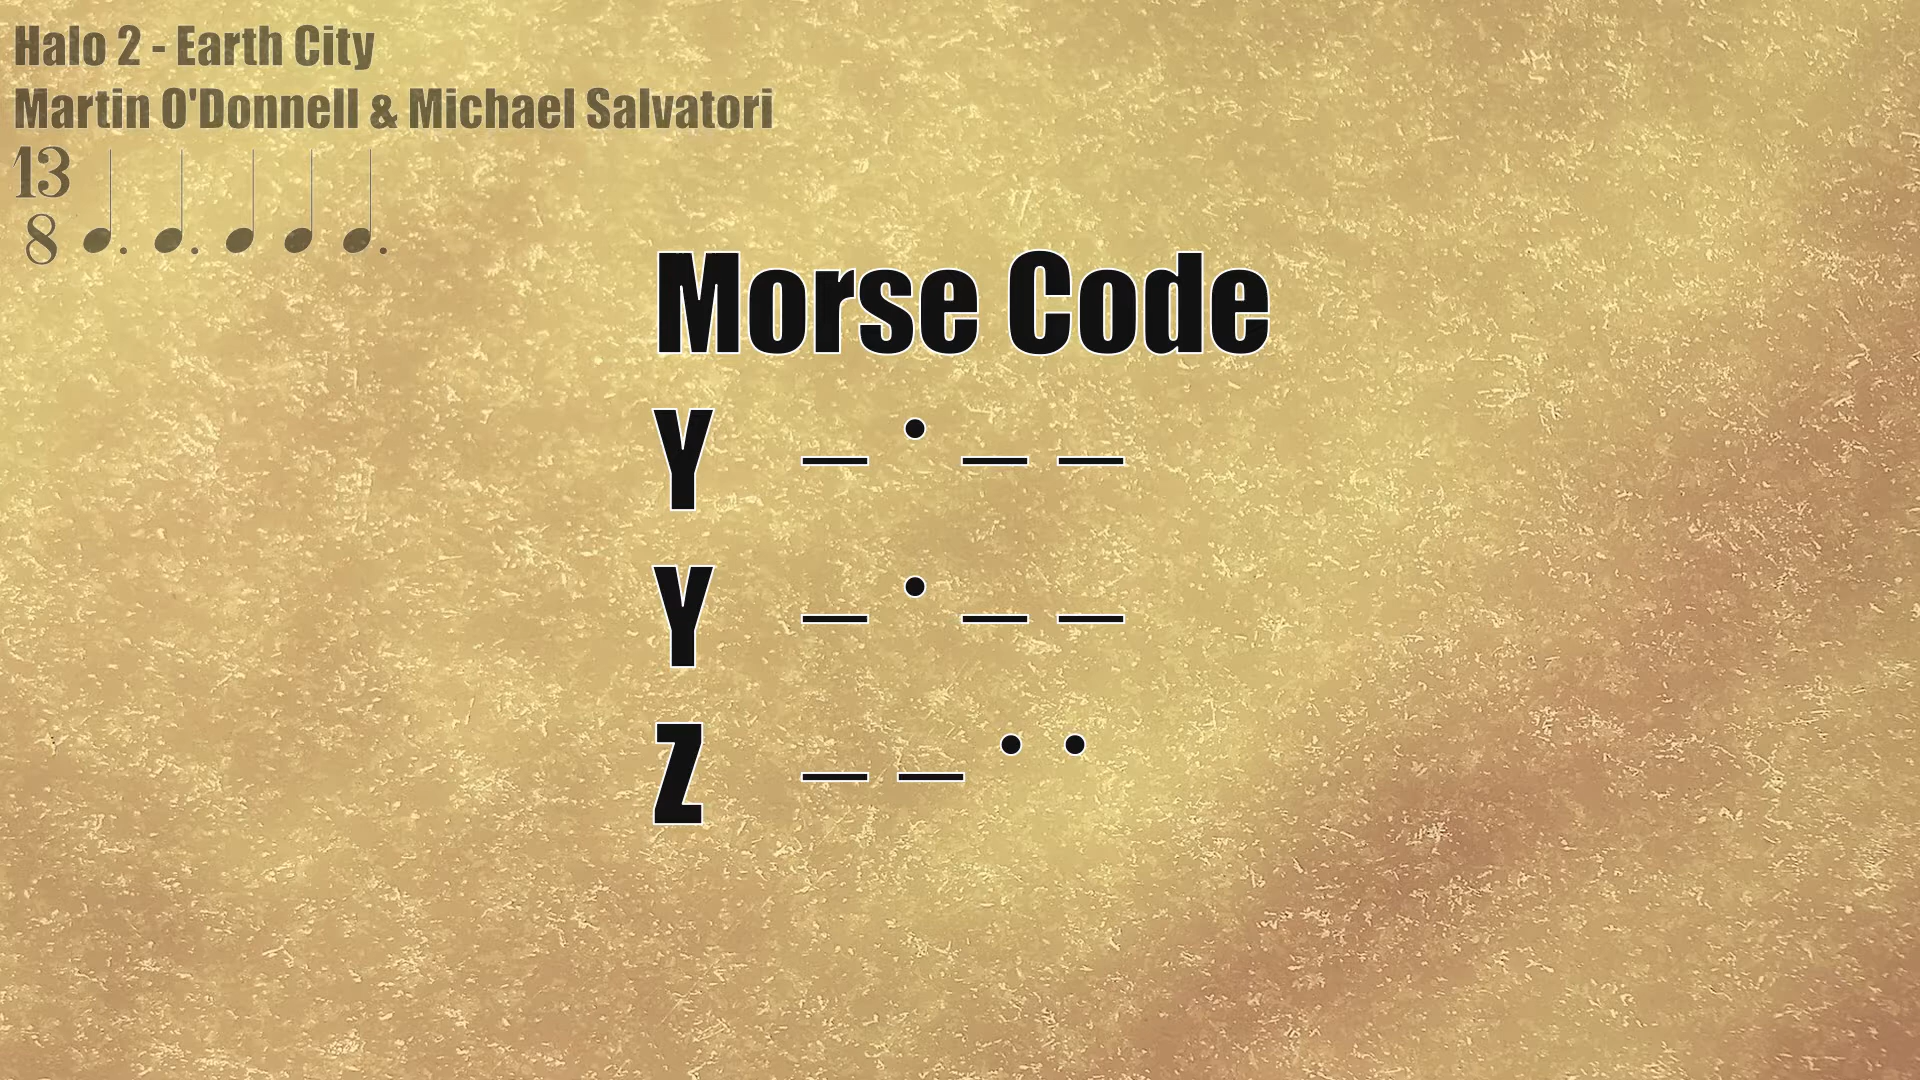 Halo 2 - Earth City
Martin O'Donnell & Michael Salvatori
13
8
Morse Code
Y — · — —
Y — · — —
Z — — · ·